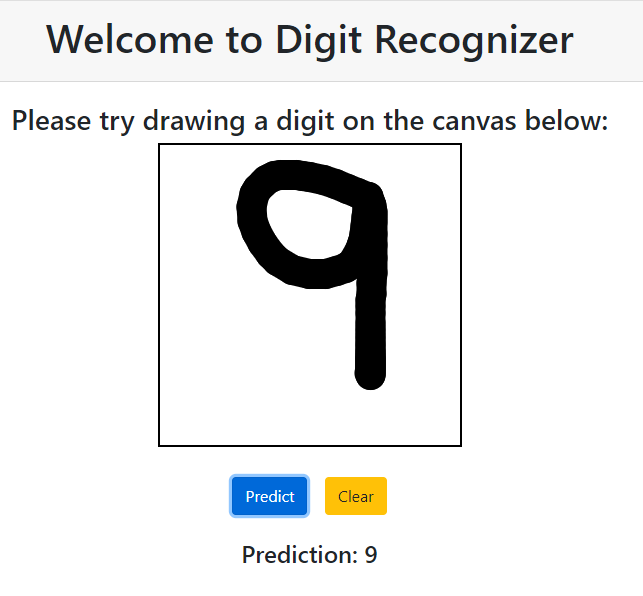 Welcome to Digit Recognizer
Please try drawing a digit on the canvas below:
9
Predict Clear
Prediction: 9